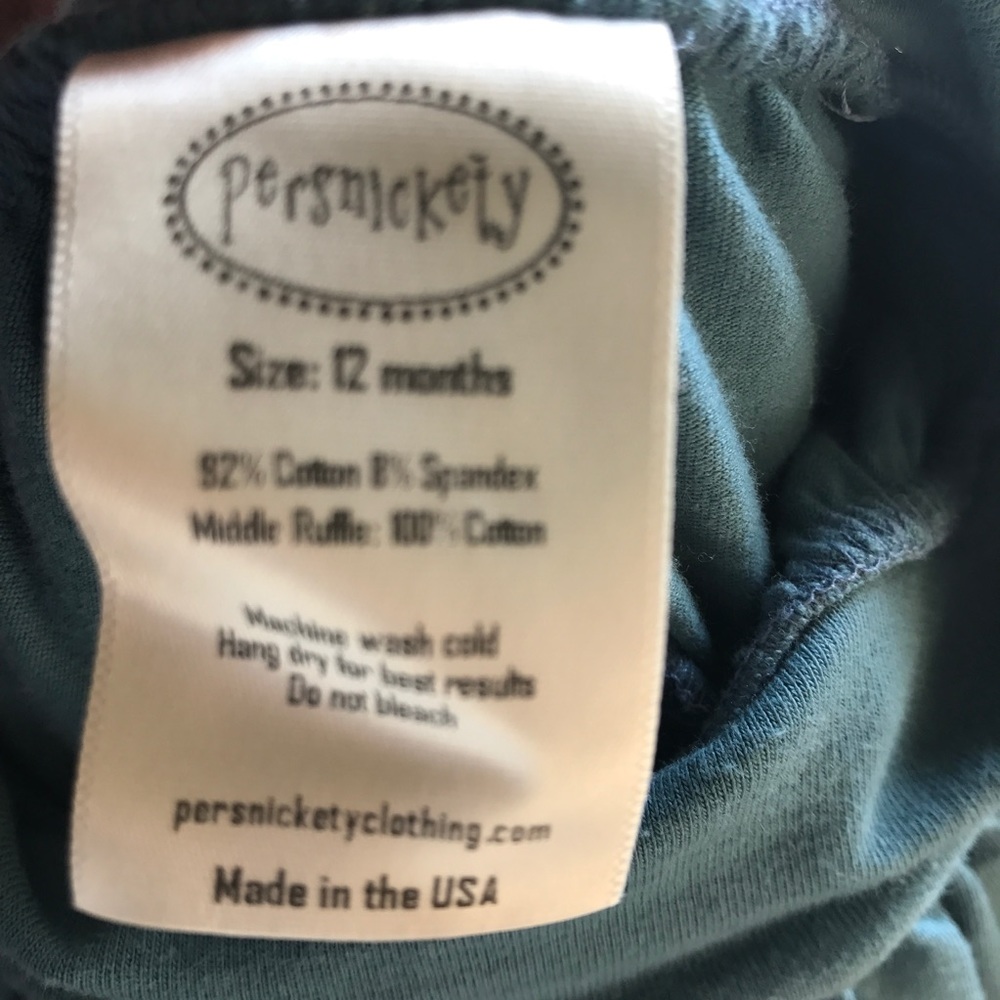 persnickety
Size: 12 months
92% Cotton 8% Spandex
Middle Ruffle: 100% Cotton
Machine wash cold
Hang dry for best results
Do not bleach
persnicketyclothing.com
Made in the USA